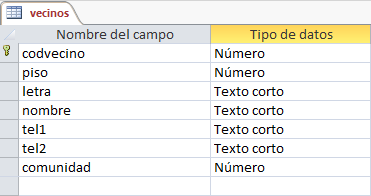 vecinos
Nombre del campo Tipo de datos
codvecino Número
piso Número
letra Texto corto
nombre Texto corto
tel1 Texto corto
tel2 Texto corto
comunidad Número